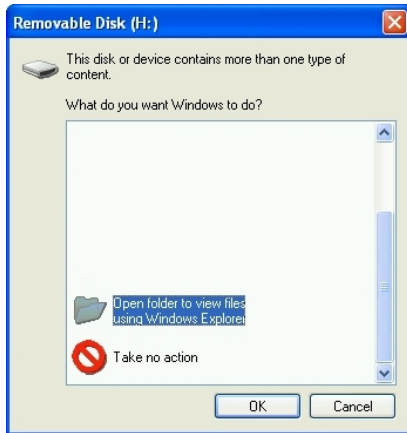 Removable Disk (H:)
This disk or device contains more than one type of
content.
What do you want Windows to do?
Open folder to view files
using Windows Explorer
Take no action
OK
Cancel